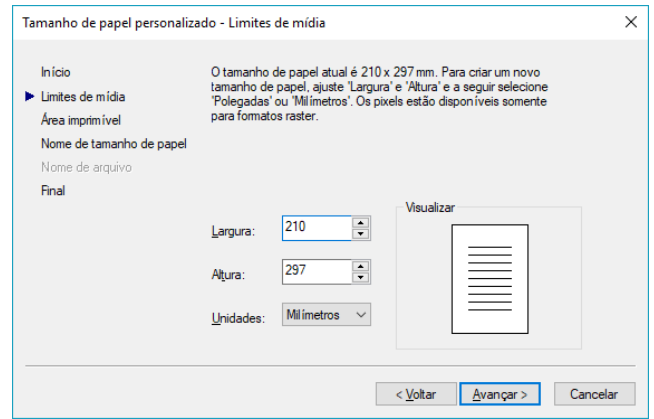 Tamanho de papel personalizado - Limites de mídia
Início
Limites de mídia
Área imprimível
Nome de tamanho de papel
Nome de arquivo
Final
O tamanho de papel atual é 210 x 297 mm. Para criar um novo
tamanho de papel, ajuste 'Largura' e 'Altura' e a seguir selecione
'Polegadas' ou 'Milímetros'. Os pixels estão disponíveis somente
para formatos raster.
Largura:
210
Altura:
297
Unidades:
Milímetros
Visualizar
< Voltar
Avançar >
Cancelar